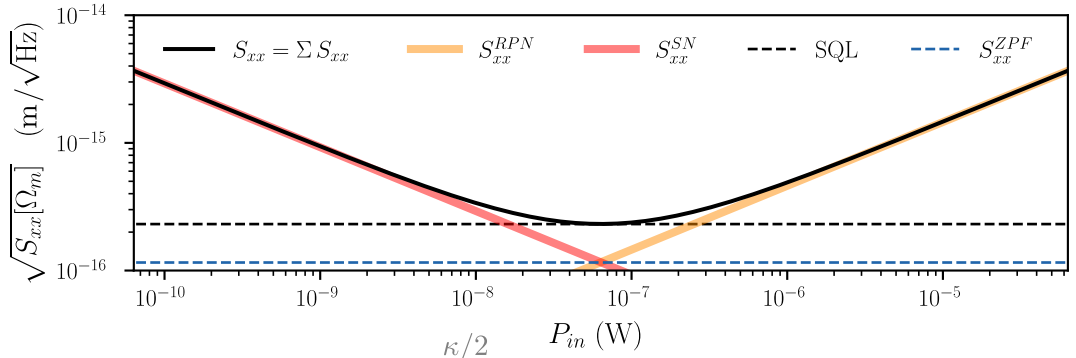 10⁻¹⁴
S_{xx} = Σ S_{xx} S_{xx}^{RPN} S_{xx}^{SN} SQL S_{xx}^{ZPF}
10⁻¹⁵
10⁻¹⁶
√S_{xx}[Ω_m] (m/√Hz)
10⁻¹⁰ 10⁻⁹ 10⁻⁸ 10⁻⁷ 10⁻⁶ 10⁻⁵
P_{in} (W)
κ/2